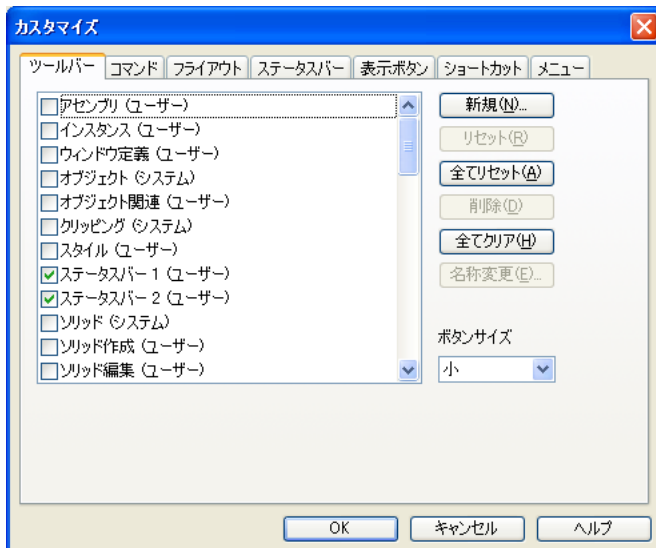 カスタマイズ
ツールバー コマンド フライアウト ステータスバー 表示ボタン ショートカット メニュー
アセンブリ (ユーザー)
インスタンス (ユーザー)
ウィンドウ定義 (ユーザー)
オブジェクト (システム)
オブジェクト関連 (ユーザー)
クリッピング (システム)
スタイル (ユーザー)
ステータスバー 1 (ユーザー)
ステータスバー 2 (ユーザー)
ソリッド (システム)
ソリッド作成 (ユーザー)
ソリッド編集 (ユーザー)
新規(N)...
リセット(R)
全てリセット(A)
削除(D)
全てクリア(H)
名称変更(E)...
ボタンサイズ
小
OK キャンセル ヘルプ